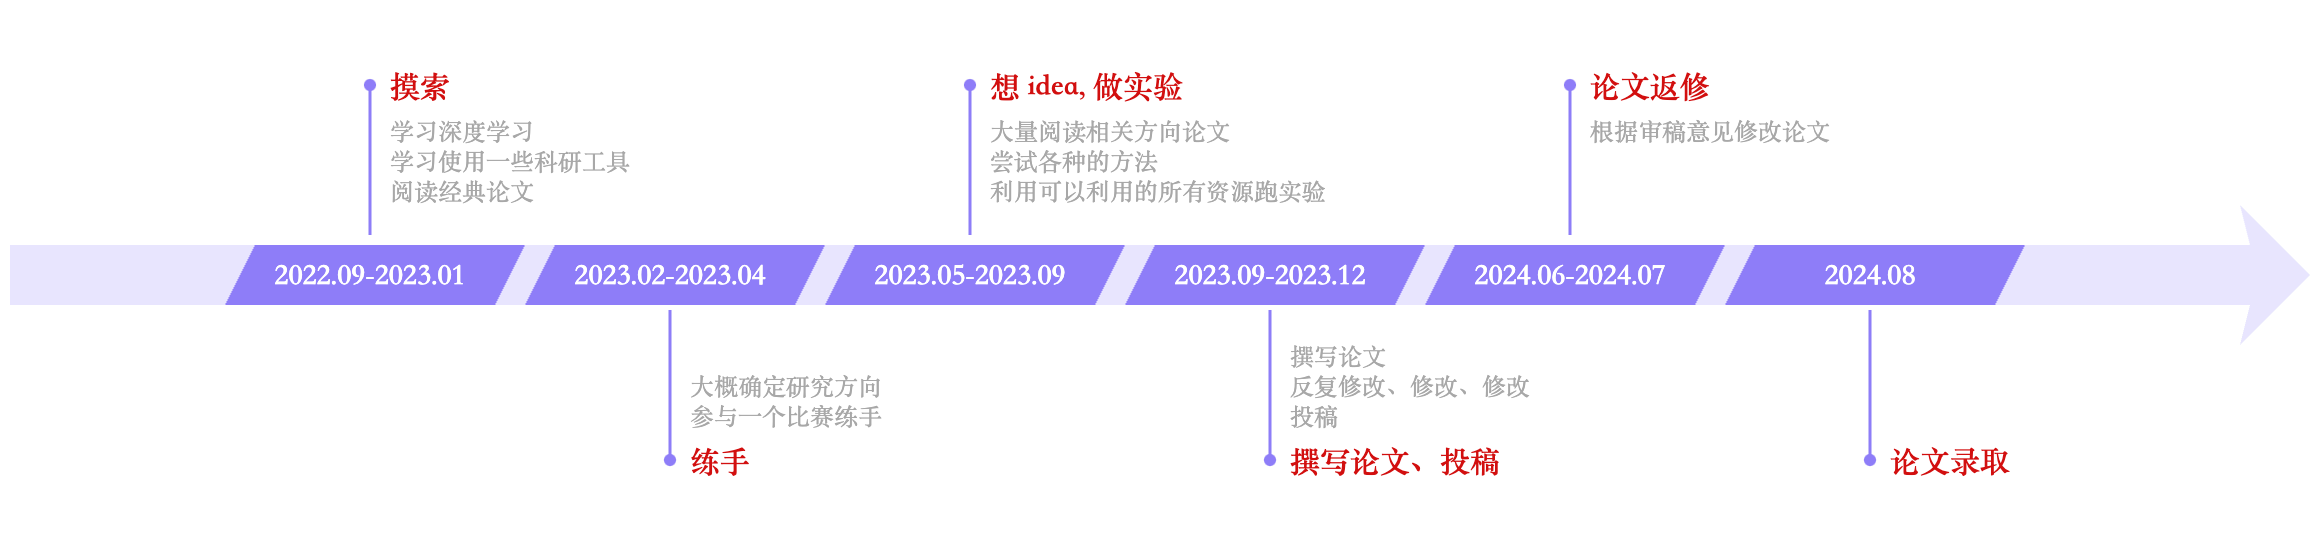 摸索
学习深度学习
学习使用一些科研工具
阅读经典论文
想 idea, 做实验
大量阅读相关方向论文
尝试各种的方法
利用可以利用的所有资源跑实验
论文返修
根据审稿意见修改论文
2022.09-2023.01
2023.02-2023.04
2023.05-2023.09
2023.09-2023.12
2024.06-2024.07
2024.08
大概确定研究方向
参与一个比赛练手
练手
撰写论文
反复修改、修改、修改
投稿
撰写论文、投稿
论文录取